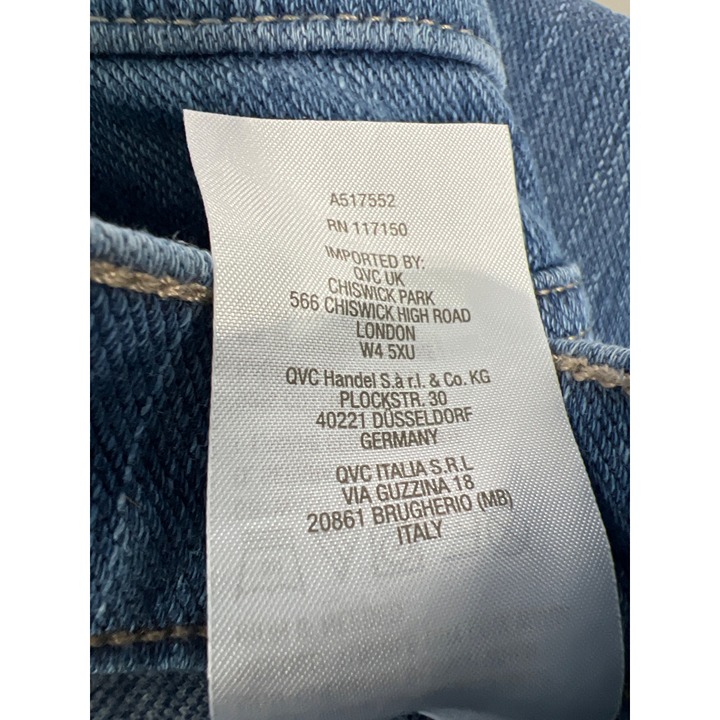 A517552
RN 117150
IMPORTED BY:
QVC UK
CHISWICK PARK
566 CHISWICK HIGH ROAD
LONDON
W4 5XU
QVC Handel S.à r.l. & Co. KG
PLOCKSTR. 30
40221 DÜSSELDORF
GERMANY
QVC ITALIA S.R.L
VIA GUZZINA 18
20861 BRUGHERIO (MB)
ITALY